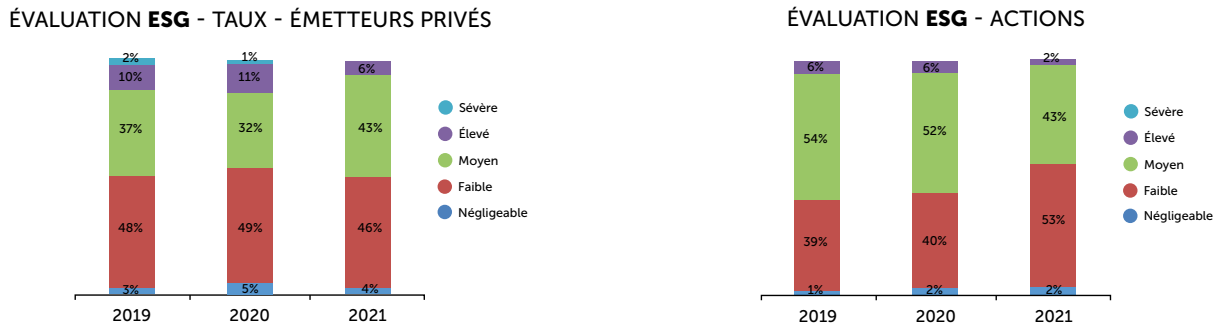 ÉVALUATION ESG - TAUX - ÉMETTEURS PRIVÉS
2% 1%
10% 11% 6%
37% 32% 43%
48% 49% 46%
3% 5% 4%
2019 2020 2021
Sévère
Élevé
Moyen
Faible
Négligeable
ÉVALUATION ESG - ACTIONS
6% 6% 2%
54% 52% 43%
39% 40% 53%
1% 2% 2%
2019 2020 2021
Sévère
Élevé
Moyen
Faible
Négligeable